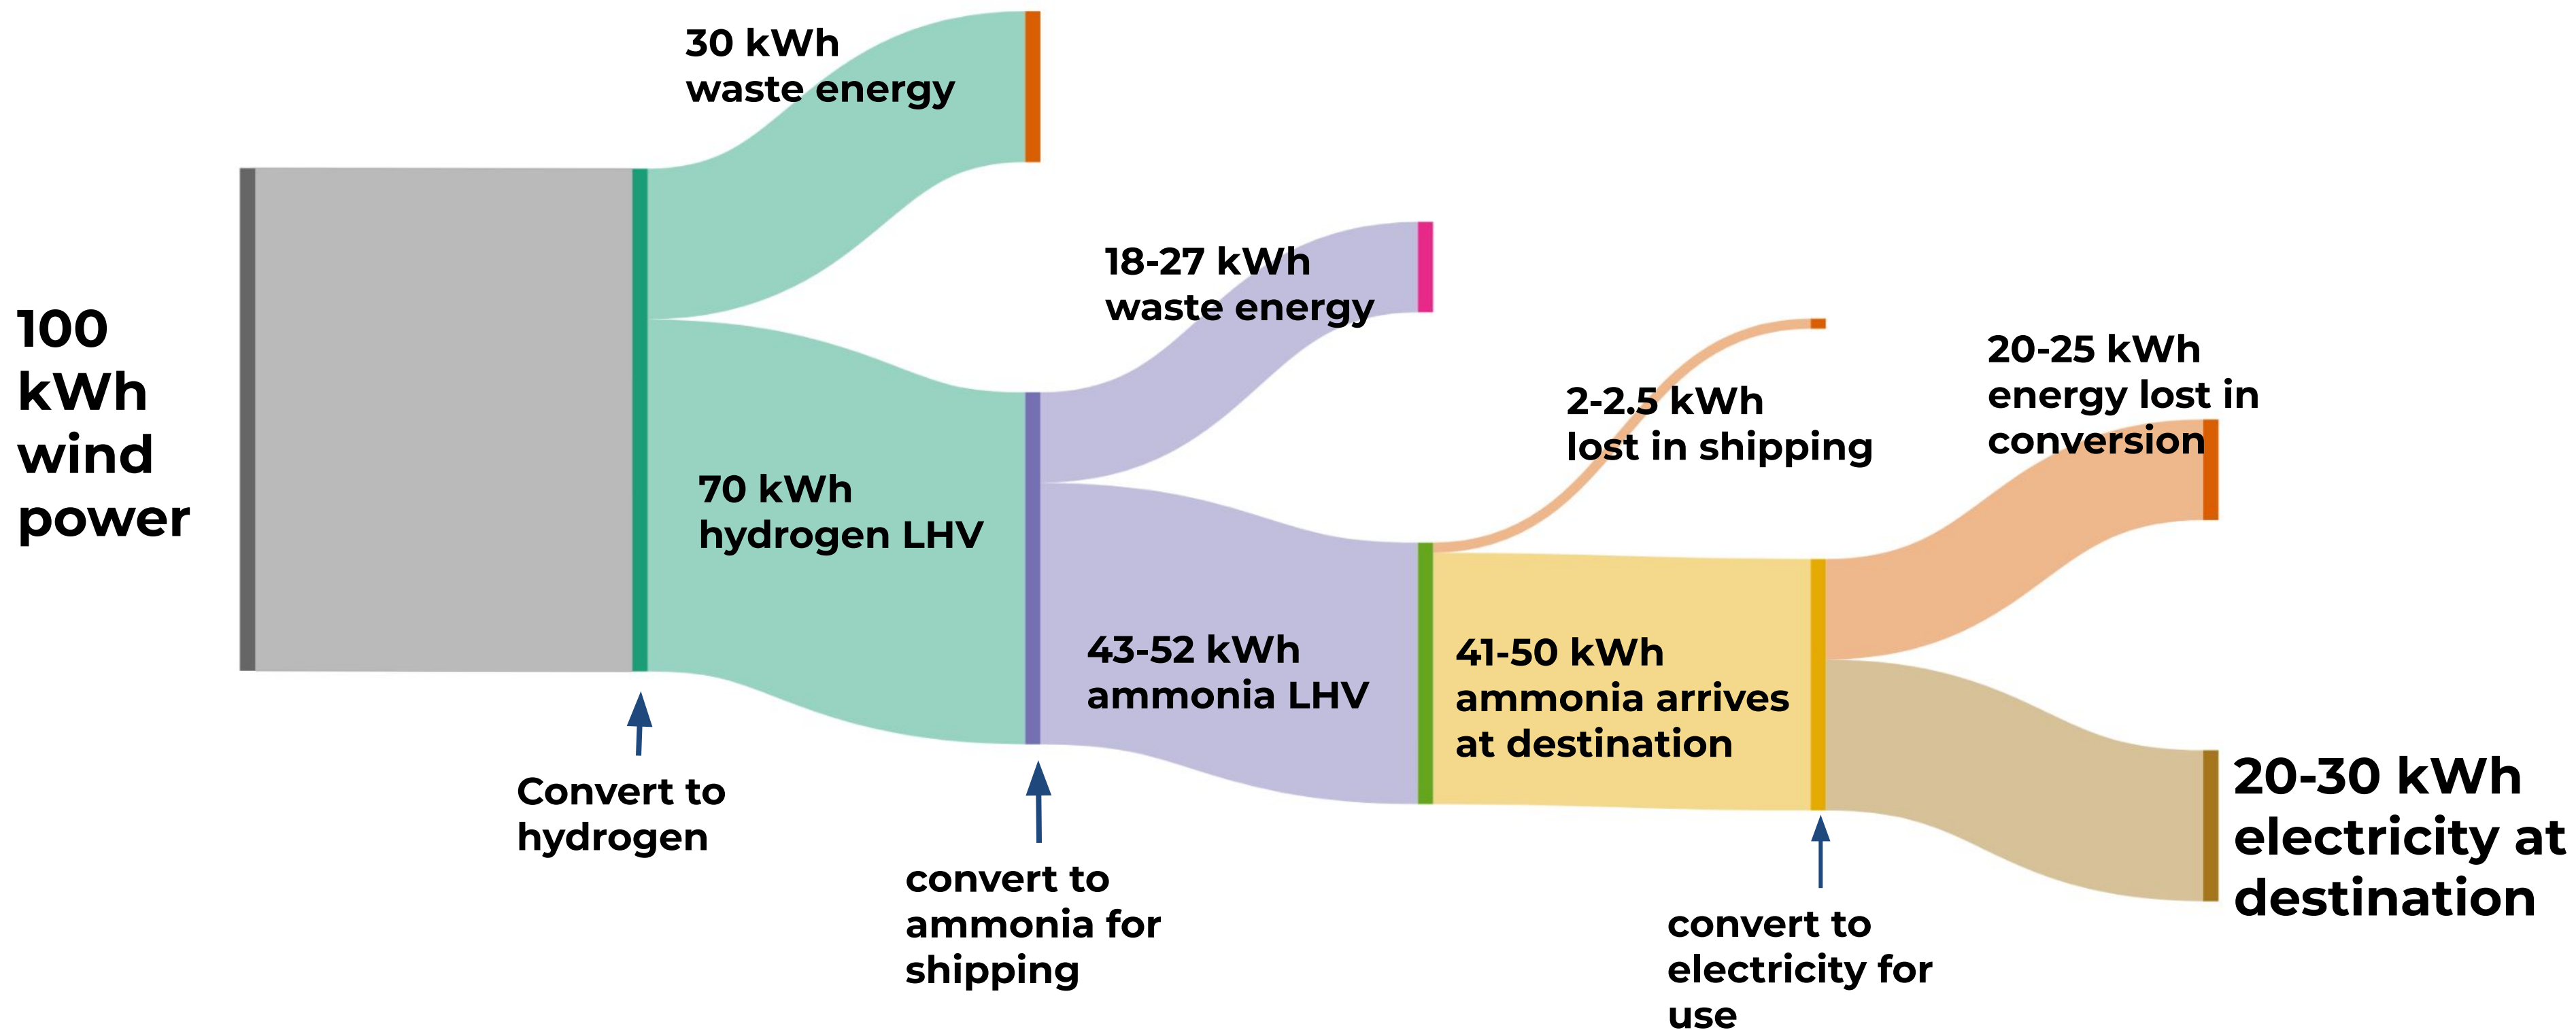 100
kWh
wind
power
30 kWh
waste energy
70 kWh
hydrogen LHV
Convert to
hydrogen
18-27 kWh
waste energy
43-52 kWh
ammonia LHV
convert to
ammonia for
shipping
2-2.5 kWh
lost in shipping
41-50 kWh
ammonia arrives
at destination
20-25 kWh
energy lost in
conversion
convert to
electricity for
use
20-30 kWh
electricity at
destination